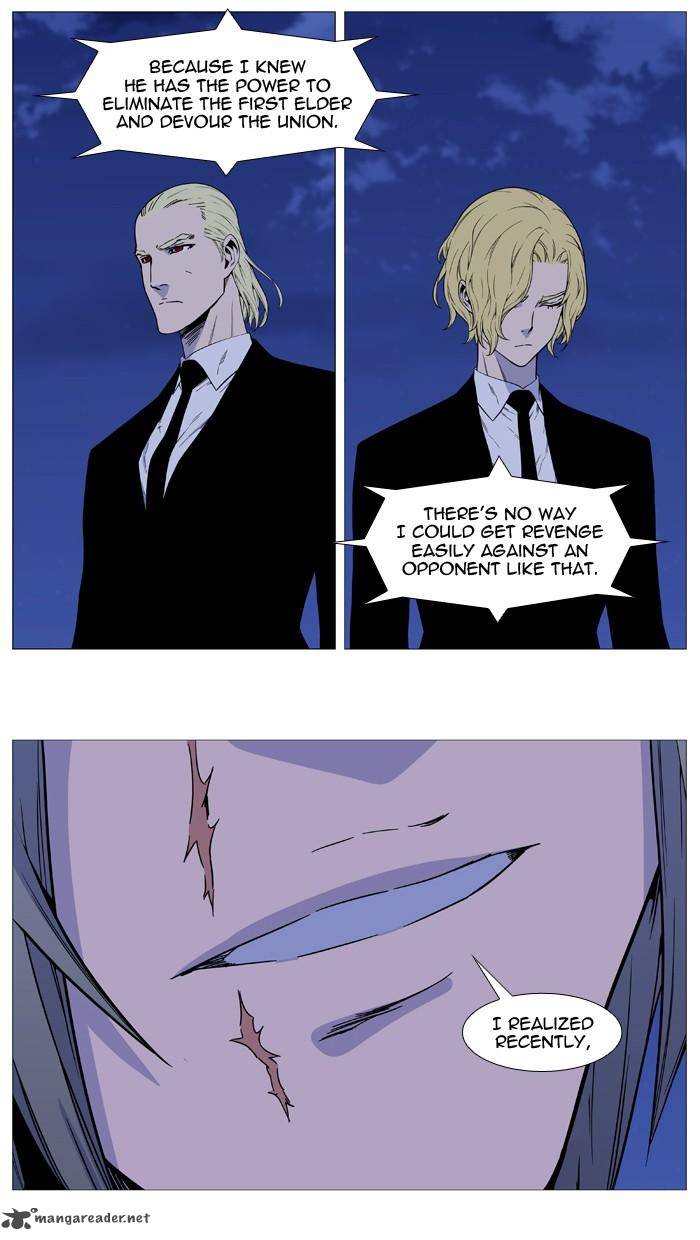 BECAUSE I KNEW
HE HAS THE POWER TO
ELIMINATE THE FIRST ELDER
AND DEVOUR THE UNION.
THERE'S NO WAY
I COULD GET REVENGE
EASILY AGAINST AN
OPPONENT LIKE THAT.
I REALIZED
RECENTLY,
mangareader.net